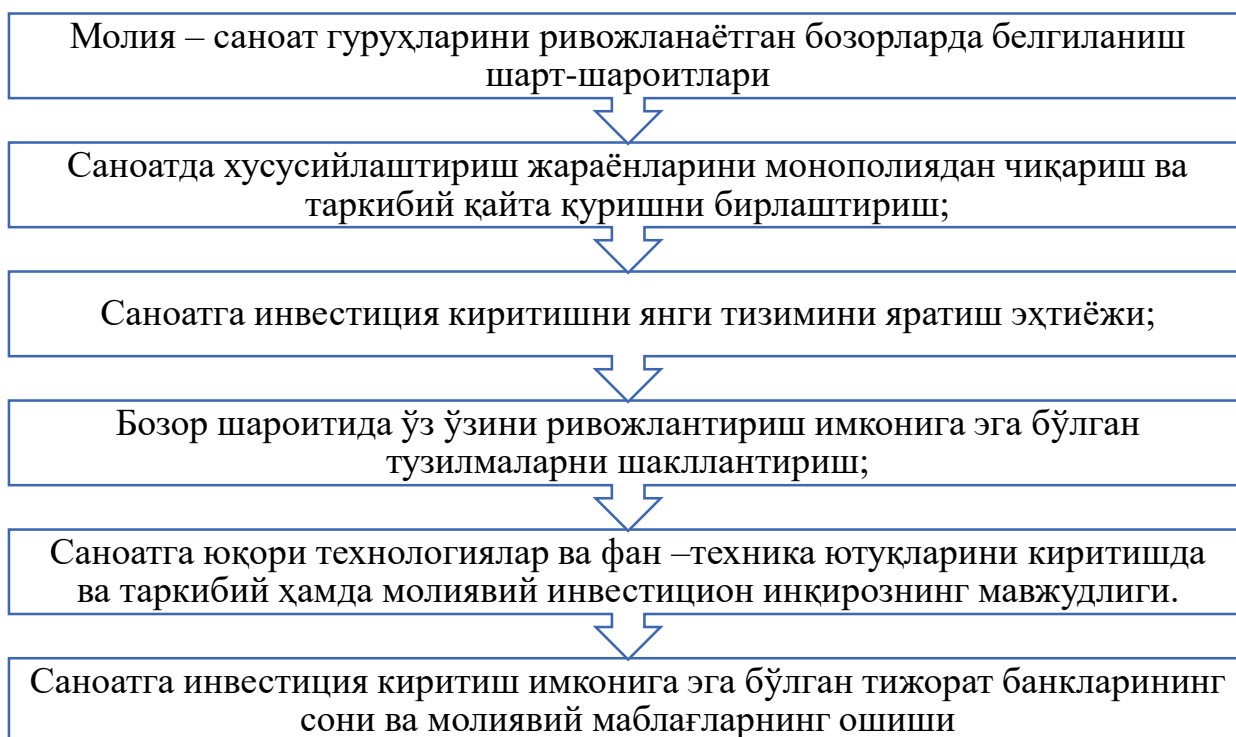 Молия – саноат гуруҳларини ривожланаётган бозорларда белгиланиш
шарт-шароитлари
Саноатда хусусийлаштириш жараёнларини монополиядан чиқариш ва
таркибий қайта қуришни бирлаштириш;
Саноатга инвестиция киритишни янги тизимини яратиш эҳтиёжи;
Бозор шароитида ўз ўзини ривожлантириш имконига эга бўлган
тузилмаларни шакллантириш;
Саноатга юқори технологиялар ва фан –техника ютуқларини киритишда
ва таркибий ҳамда молиявий инвестицион инқирознинг мавжудлиги.
Саноатга инвестиция киритиш имконига эга бўлган тижорат банкларининг
сони ва молиявий маблағларнинг ошиши